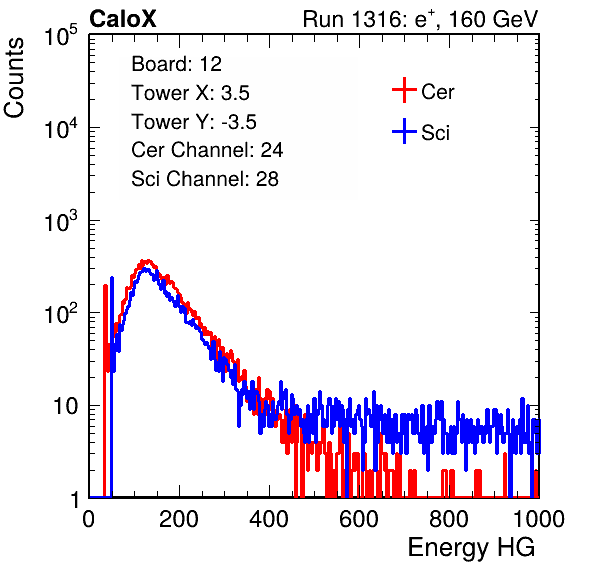 CaloX Run 1316: e⁺, 160 GeV
Counts
10⁵
10⁴
10³
10²
10
1
Board: 12
Tower X: 3.5
Tower Y: -3.5
Cer Channel: 24
Sci Channel: 28
Cer
Sci
0 200 400 600 800 1000
Energy HG